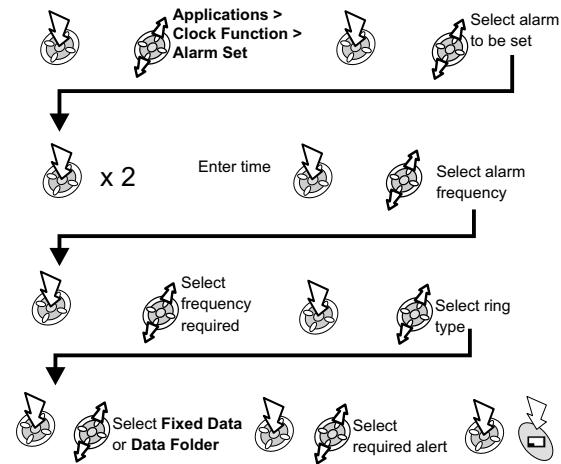 Applications >
Clock Function >
Alarm Set
Select alarm
to be set
x 2
Enter time
Select alarm
frequency
Select
frequency
required
Select ring
type
Select Fixed Data
or Data Folder
Select
required alert